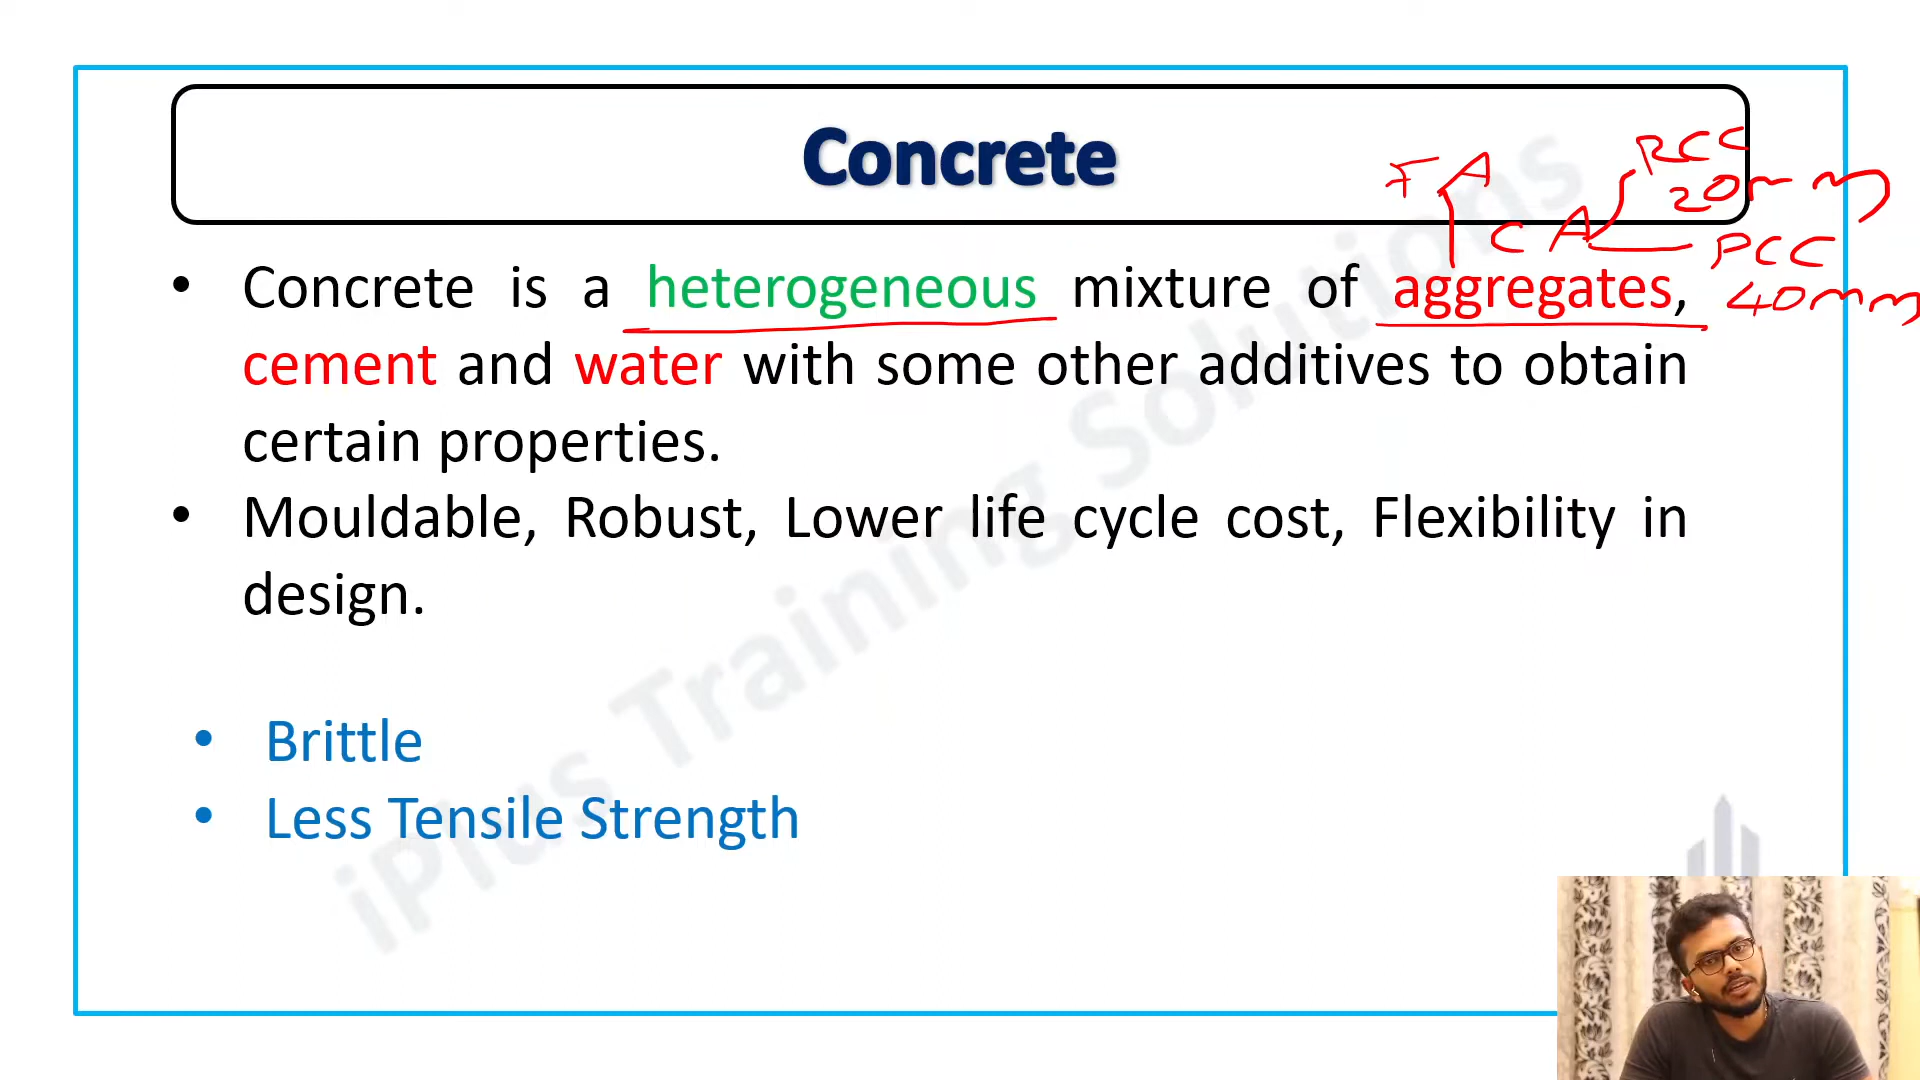 Concrete
RCC
FA
20mm
CA
PCC
• Concrete is a heterogeneous mixture of aggregates,
40mm
cement and water with some other additives to obtain
certain properties.
• Mouldable, Robust, Lower life cycle cost, Flexibility in
design.
• Brittle
• Less Tensile Strength
iPlus Training Solutions